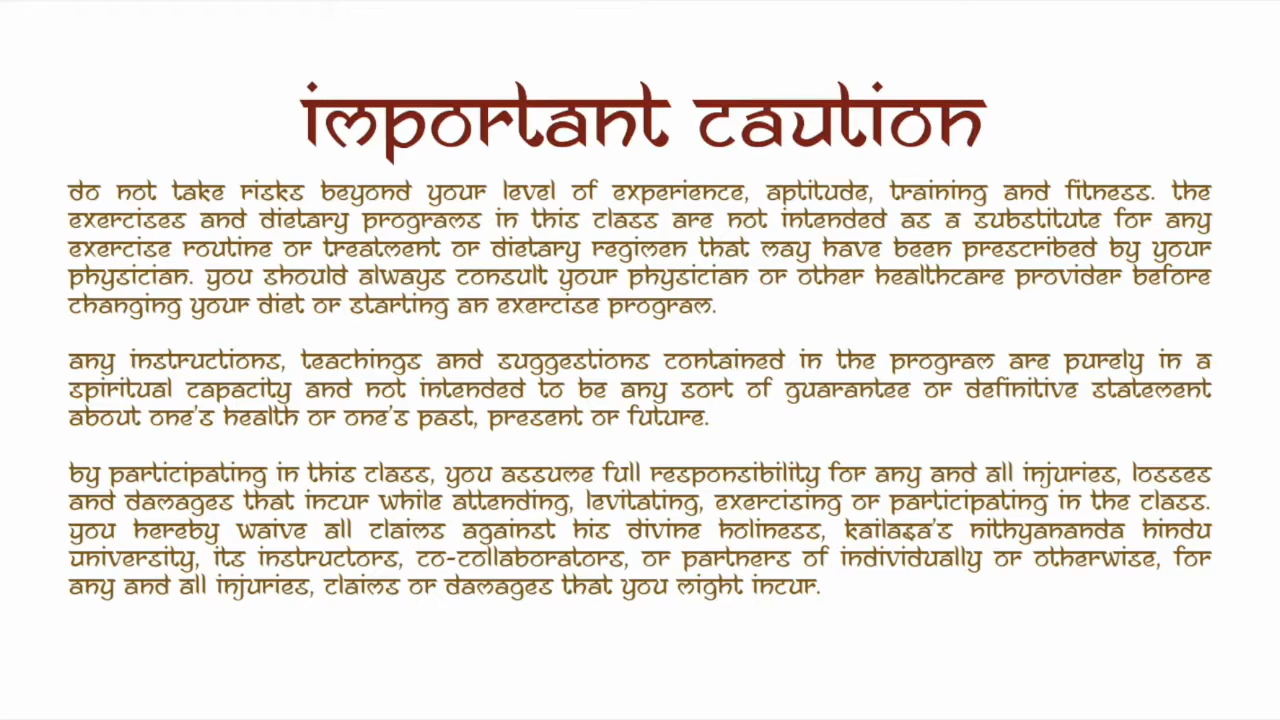 important caution
do not take risks beyond your level of experience, aptitude, training and fitness. the
exercises and dietary programs in this class are not intended as a substitute for any
exercise routine or treatment or dietary regimen that may have been prescribed by your
physician. you should always consult your physician or other healthcare provider before
changing your diet or starting an exercise program.
any instructions, teachings and suggestions contained in the program are purely in a
spiritual capacity and not intended to be any sort of guarantee or definitive statement
about one's health or one's past, present or future.
by participating in this class, you assume full responsibility for any and all injuries, losses
and damages that incur while attending, levitating, exercising or participating in the class.
you hereby waive all claims against his divine holiness, kailaṣa's nithyananda hindu
university, its instructors, co-collaborators, or partners of individually or otherwise, for
any and all injuries, claims or damages that you might incur.